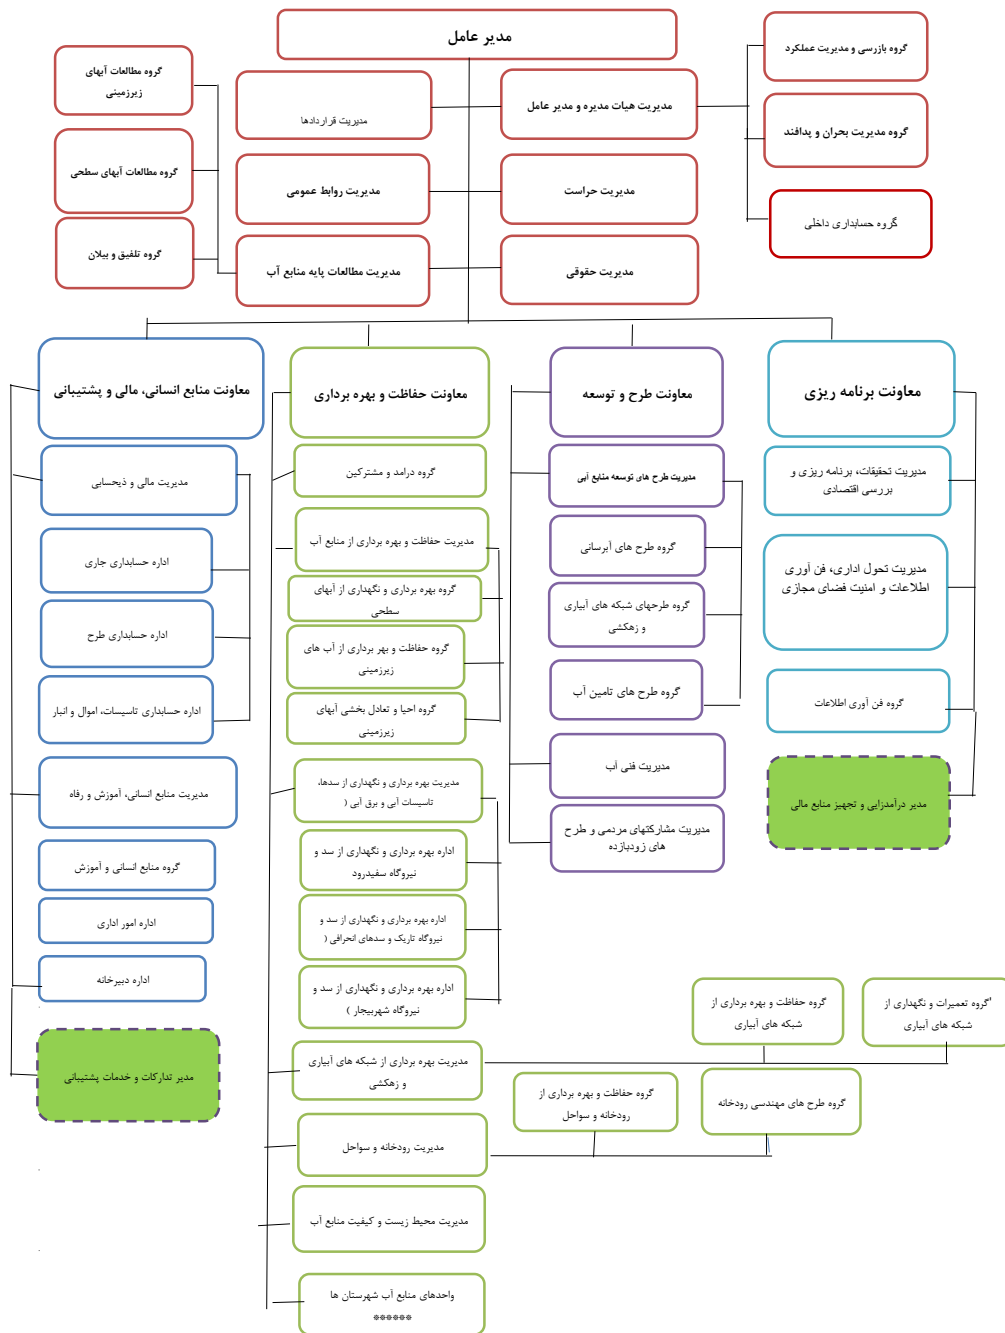 مدیر عامل
گروه بازرسی و مدیریت عملکرد
گروه مطالعات آبهای
زیرزمینی
مدیریت هیات مدیره و مدیر عامل
مدیریت قراردادها
گروه مدیریت بحران و پدافند
گروه مطالعات آبهای سطحی
مدیریت حراست
مدیریت روابط عمومی
گروه حسابداری داخلی
گروه تلفیق و بیلان
مدیریت حقوقی
مدیریت مطالعات پایه منابع آب
معاونت برنامه ریزی
مدیریت تحقیقات، برنامه ریزی و
بررسی اقتصادی
مدیریت تحول اداری، فن آوری
اطلاعات و امنیت فضای مجازی
گروه فن آوری اطلاعات
مدیر درآمدزایی و تجهیز منابع مالی
معاونت طرح و توسعه
مدیریت طرح های توسعه منابع آبی
گروه طرح های آبرسانی
گروه طرحهای شبکه های آبیاری
و زهکشی
گروه طرح های تامین آب
مدیریت فنی آب
مدیریت مشارکتهای مردمی و طرح
های زودبازده
معاونت حفاظت و بهره برداری
گروه درامد و مشترکین
مدیریت حفاظت و بهره برداری از منابع آب
گروه بهره برداری و نگهداری از آبهای
سطحی
گروه حفاظت و بهر برداری از آب های
زیرزمینی
گروه احیا و تعادل بخشی آبهای
زیرزمینی
مدیریت بهره برداری و نگهداری از سدها،
تاسیسات آبی و برق آبی (
اداره بهره برداری و نگهداری از سد و
نیروگاه سفیدرود
اداره بهره برداری و نگهداری از سد و
نیروگاه تاریک و سدهای انحرافی (
اداره بهره برداری و نگهداری از سد و
نیروگاه شهربیجار )
مدیریت بهره برداری از شبکه های آبیاری
و زهکشی
گروه حفاظت و بهره برداری از
شبکه های آبیاری
'گروه تعمیرات و نگهداری از
شبکه های آبیاری
مدیریت رودخانه و سواحل
گروه حفاظت و بهره برداری از
رودخانه و سواحل
گروه طرح های مهندسی رودخانه
مدیریت محیط زیست و کیفیت منابع آب
واحدهای منابع آب شهرستان ها
******
معاونت منابع انسانی، مالی و پشتیبانی
مدیریت مالی و ذیحسابی
اداره حسابداری جاری
اداره حسابداری طرح
اداره حسابداری تاسیسات، اموال و انبار
مدیریت منابع انسانی، آموزش و رفاه
گروه منابع انسانی و آموزش
اداره امور اداری
اداره دبیرخانه
مدیر تدارکات و خدمات پشتیبانی